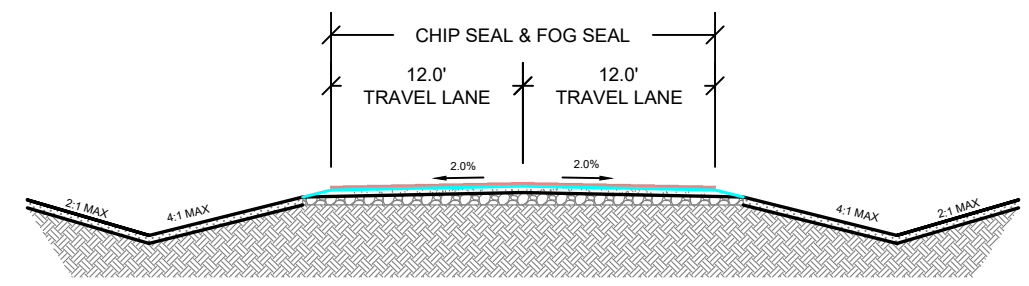 CHIP SEAL & FOG SEAL
12.0'
TRAVEL LANE
12.0'
TRAVEL LANE
2.0%
2.0%
2:1 MAX
4:1 MAX
4:1 MAX
2:1 MAX